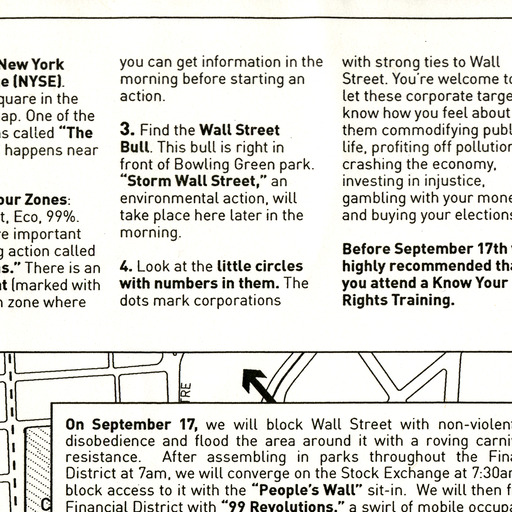 New York
e (NYSE).
quare in the
ap. One of the
s called "The
happens near
our Zones:
t, Eco, 99%.
re important
g action called
s." There is an
nt (marked with
n zone where
you can get information in the
morning before starting an
action.
3. Find the Wall Street
Bull. This bull is right in
front of Bowling Green park.
"Storm Wall Street," an
environmental action, will
take place here later in the
morning.
4. Look at the little circles
with numbers in them. The
dots mark corporations
with strong ties to Wall
Street. You're welcome to
let these corporate targe
know how you feel about
them commodifying publ
life, profiting off pollution
crashing the economy,
investing in injustice,
gambling with your mone
and buying your elections
Before September 17th
highly recommended tha
you attend a Know Your
Rights Training.
TRE
C
On September 17, we will block Wall Street with non-violen
disobedience and flood the area around it with a roving carni
resistance. After assembling in parks throughout the Fina
District at 7am, we will converge on the Stock Exchange at 7:30am
block access to it with the "People's Wall" sit-in. We will then f
Financial District with "99 Revolutions," a swirl of mobile occupa